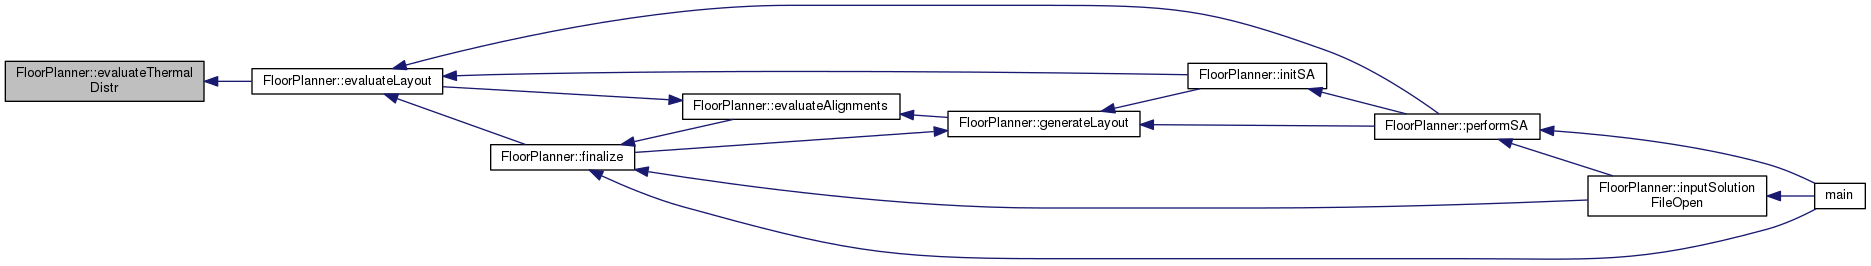 FloorPlanner::evaluateThermal
Distr
FloorPlanner::evaluateLayout
FloorPlanner::finalize
FloorPlanner::evaluateAlignments
FloorPlanner::generateLayout
FloorPlanner::initSA
FloorPlanner::performSA
FloorPlanner::inputSolution
FileOpen
main